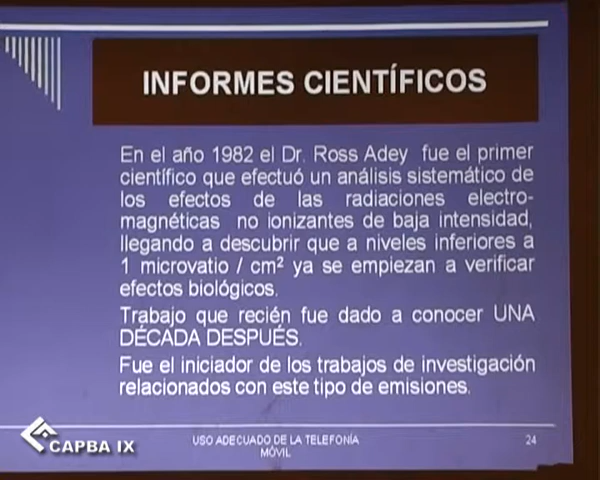 INFORMES CIENTÍFICOS
En el año 1982 el Dr. Ross Adey fue el primer
científico que efectuó un análisis sistemático de
los efectos de las radiaciones electro-
magnéticas no ionizantes de baja intensidad,
llegando a descubrir que a niveles inferiores a
1 microvatio / cm² ya se empiezan a verificar
efectos biológicos.
Trabajo que recién fue dado a conocer UNA
DÉCADA DESPUÉS.
Fue el iniciador de los trabajos de investigación
relacionados con este tipo de emisiones.
CAPBA IX
USO ADECUADO DE LA TELEFONÍA
MÓVIL
24